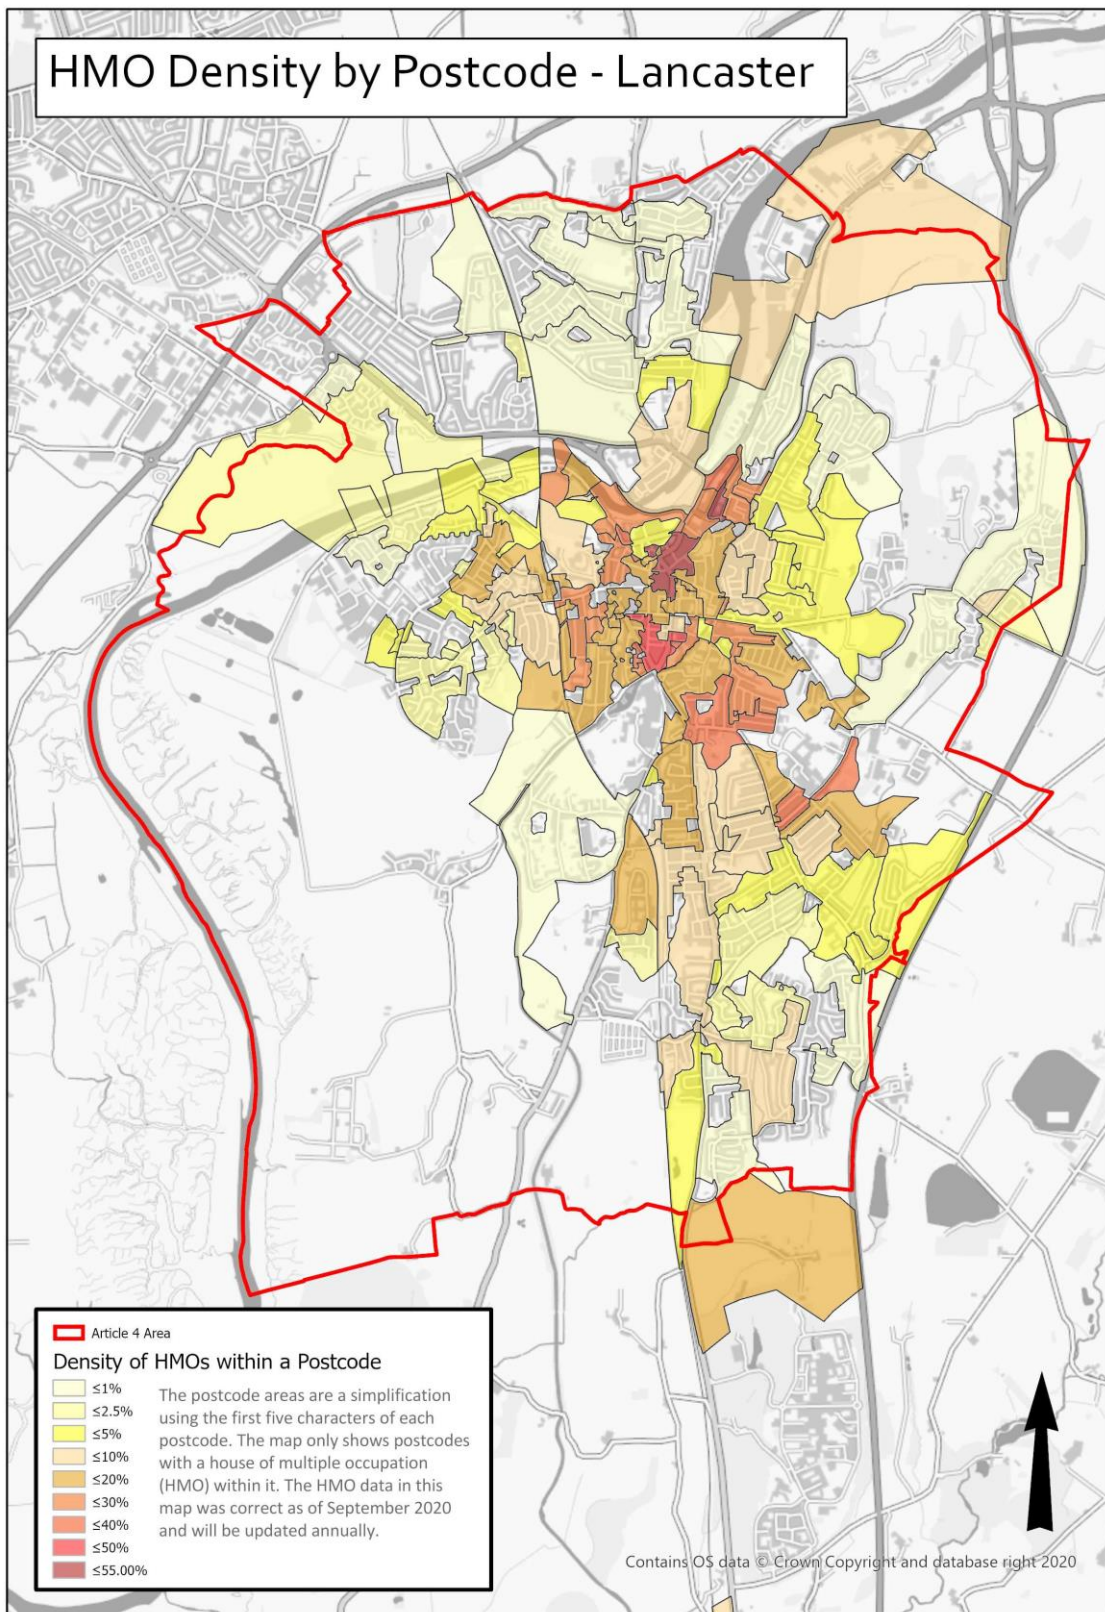 HMO Density by Postcode - Lancaster
Article 4 Area
Density of HMOs within a Postcode
≤1%
≤2.5%
≤5%
≤10%
≤20%
≤30%
≤40%
≤50%
≤55.00%
The postcode areas are a simplification
using the first five characters of each
postcode. The map only shows postcodes
with a house of multiple occupation
(HMO) within it. The HMO data in this
map was correct as of September 2020
and will be updated annually.
Contains OS data © Crown Copyright and database right 2020